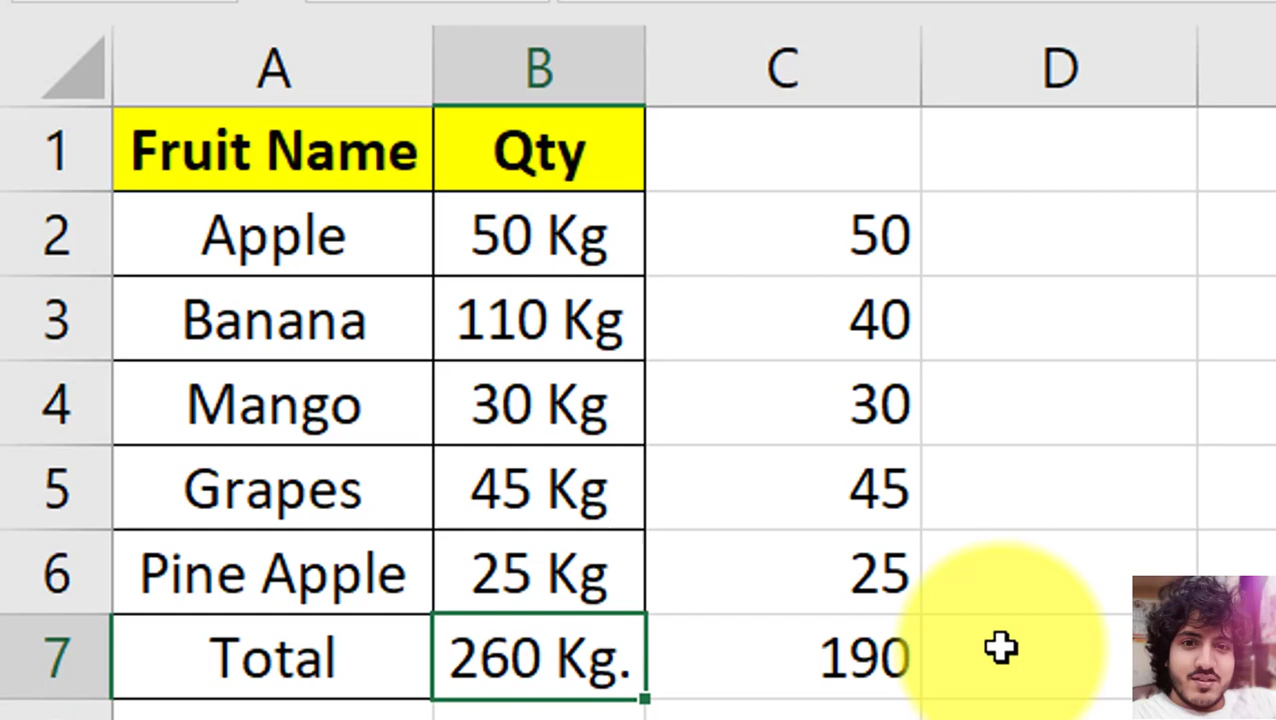 A B C D
1 Fruit Name Qty
2 Apple 50 Kg 50
3 Banana 110 Kg 40
4 Mango 30 Kg 30
5 Grapes 45 Kg 45
6 Pine Apple 25 Kg 25
7 Total 260 Kg. 190